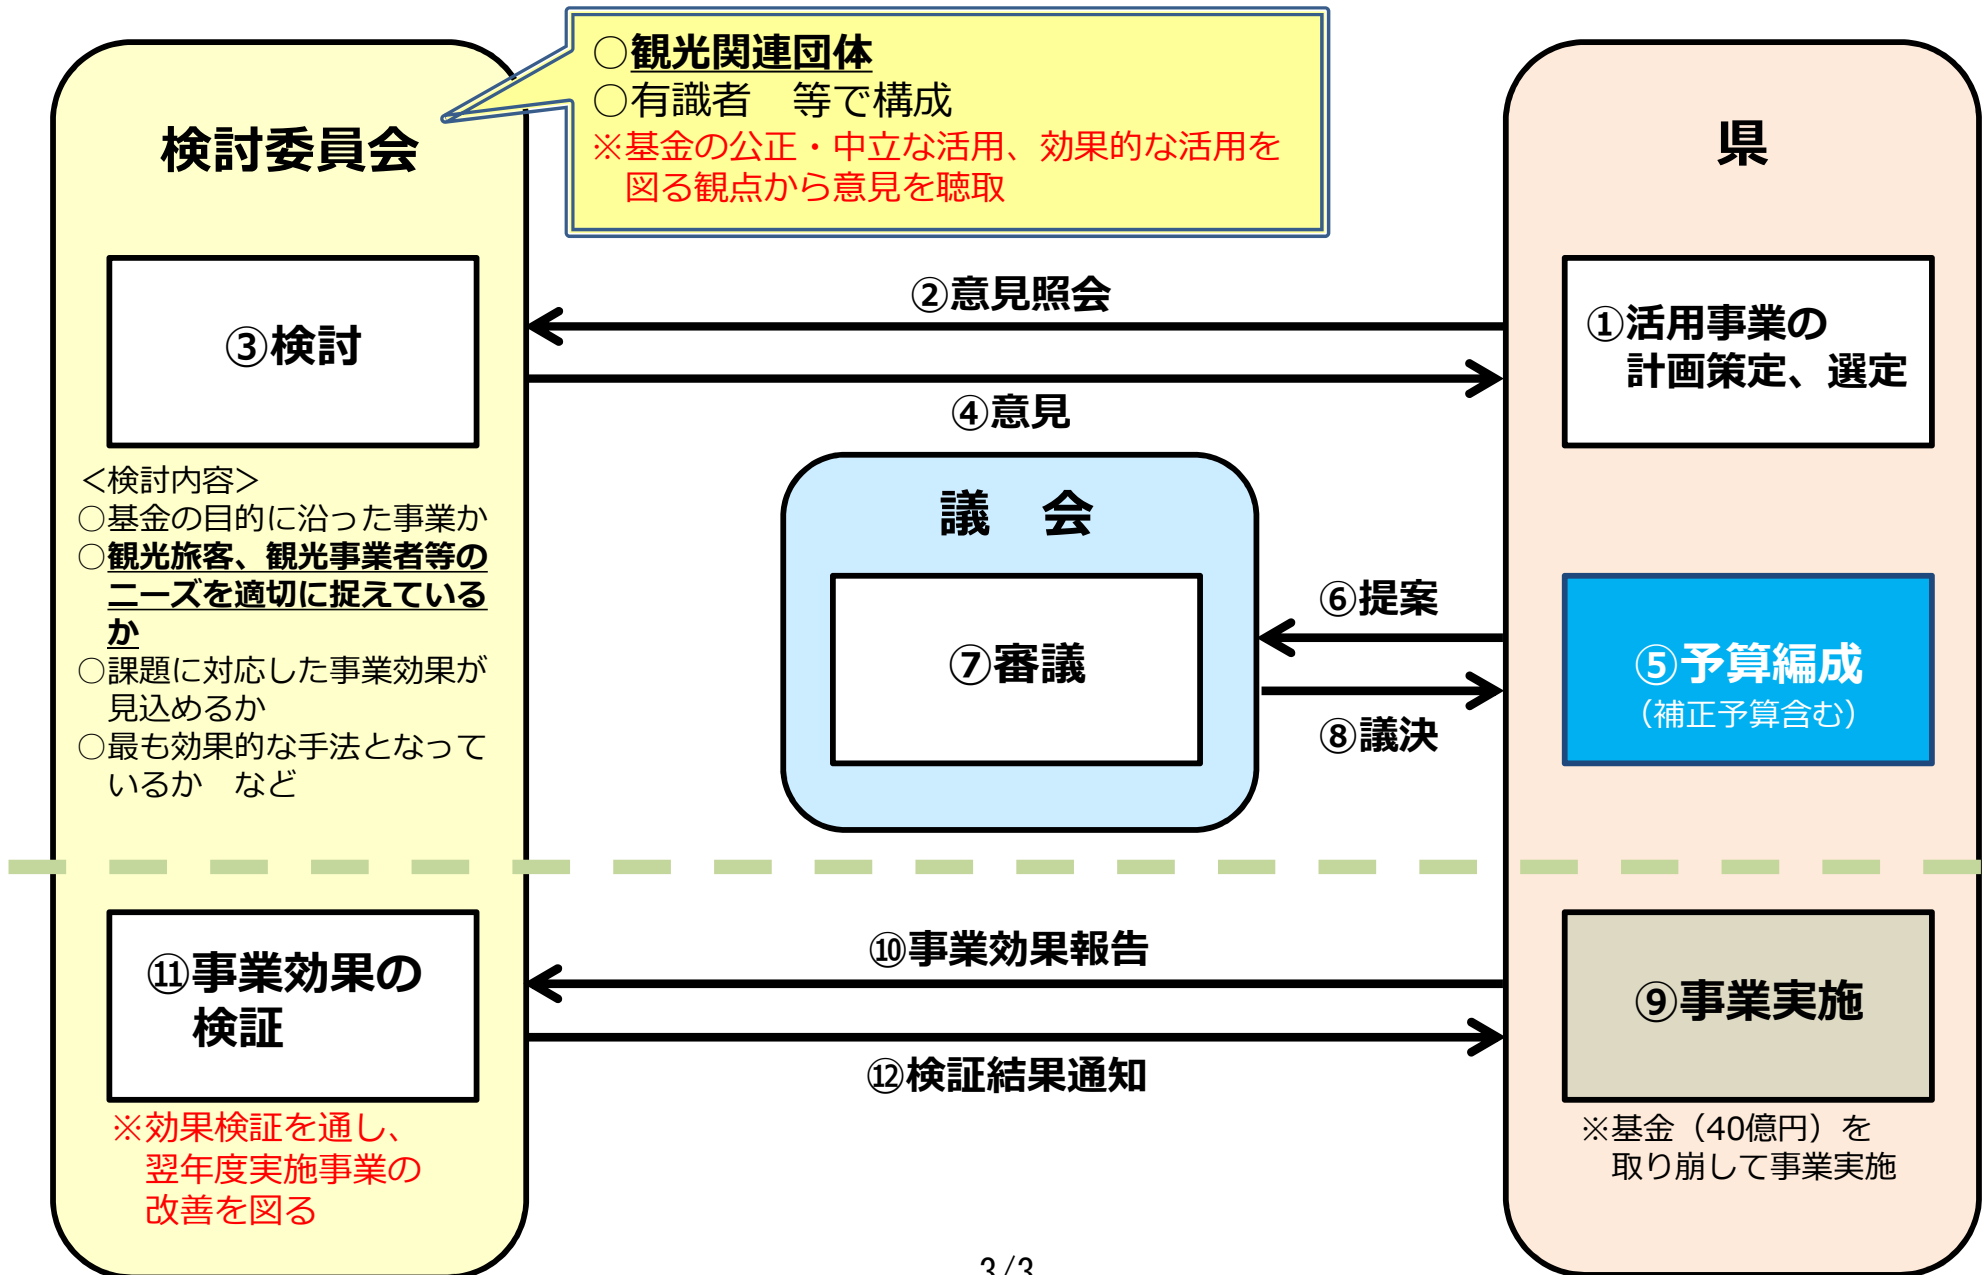 ○観光関連団体
○有識者　等で構成
※基金の公正・中立な活用、効果的な活用を
図る観点から意見を聴取
検討委員会
県
③検討
②意見照会
④意見
①活用事業の
計画策定、選定
＜検討内容＞
○基金の目的に沿った事業か
○観光旅客、観光事業者等の
ニーズを適切に捉えている
か
○課題に対応した事業効果が
見込めるか
○最も効果的な手法となって
いるか　など
議　会
⑦審議
⑥提案
⑧議決
⑤予算編成
（補正予算含む）
⑪事業効果の
検証
※効果検証を通し、
翌年度実施事業の
改善を図る
⑩事業効果報告
⑫検証結果通知
⑨事業実施
※基金（40億円）を
取り崩して事業実施
3/3